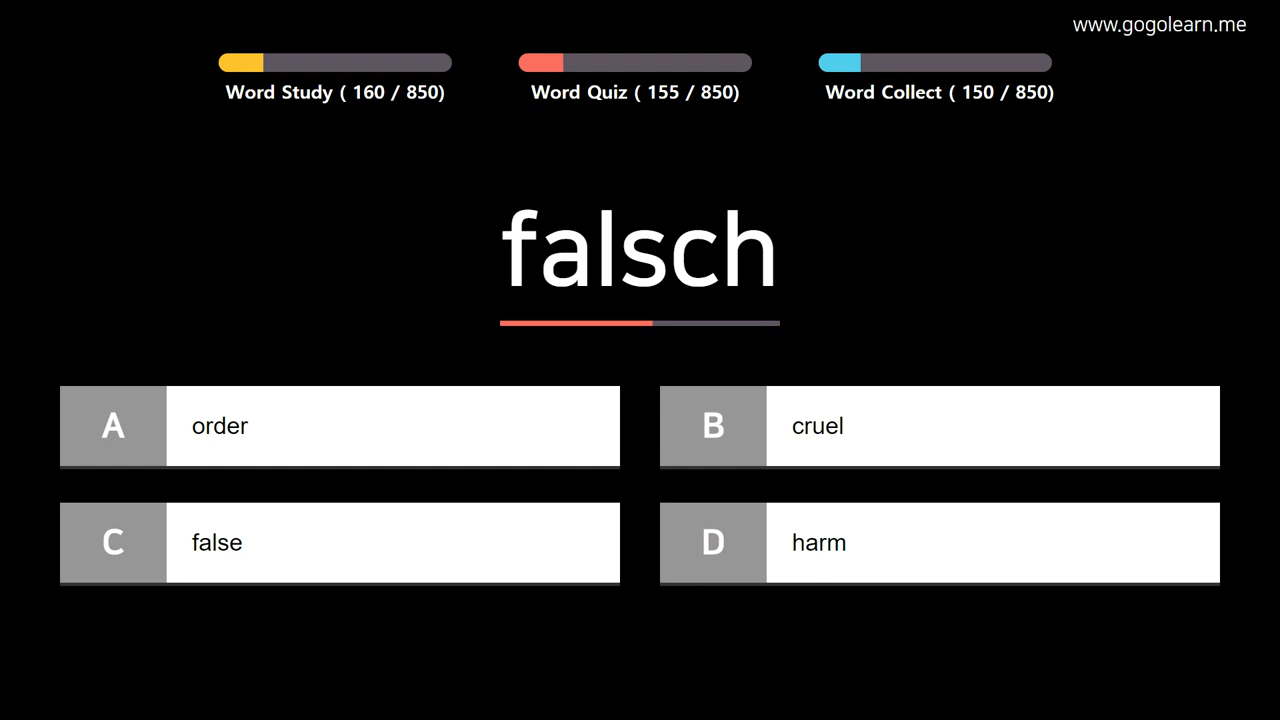 www.gogolearn.me
Word Study ( 160 / 850)
Word Quiz ( 155 / 850)
Word Collect ( 150 / 850)
falsch
A order
B cruel
C false
D harm